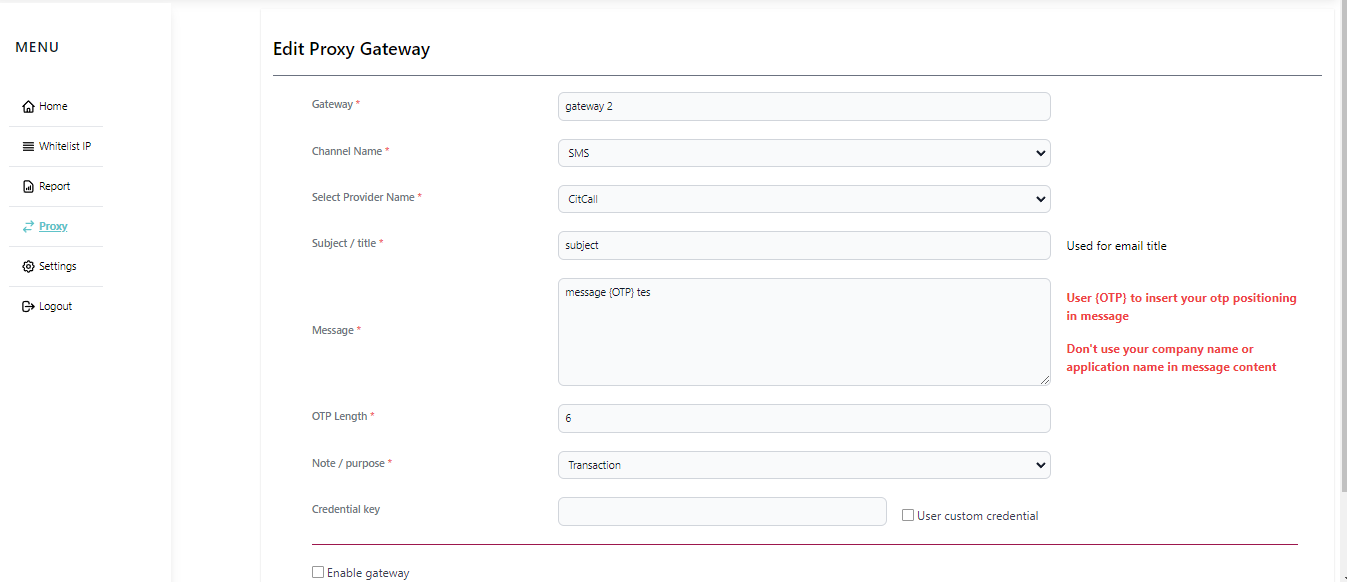 MENU
Home
Whitelist IP
Report
Proxy
Settings
Logout
Edit Proxy Gateway
Gateway *
gateway 2
Channel Name *
SMS
Select Provider Name *
CitCall
Subject / title *
subject
Used for email title
Message *
message {OTP} tes
User {OTP} to insert your otp positioning
in message
Don't use your company name or
application name in message content
OTP Length *
6
Note / purpose *
Transaction
Credential key
User custom credential
Enable gateway